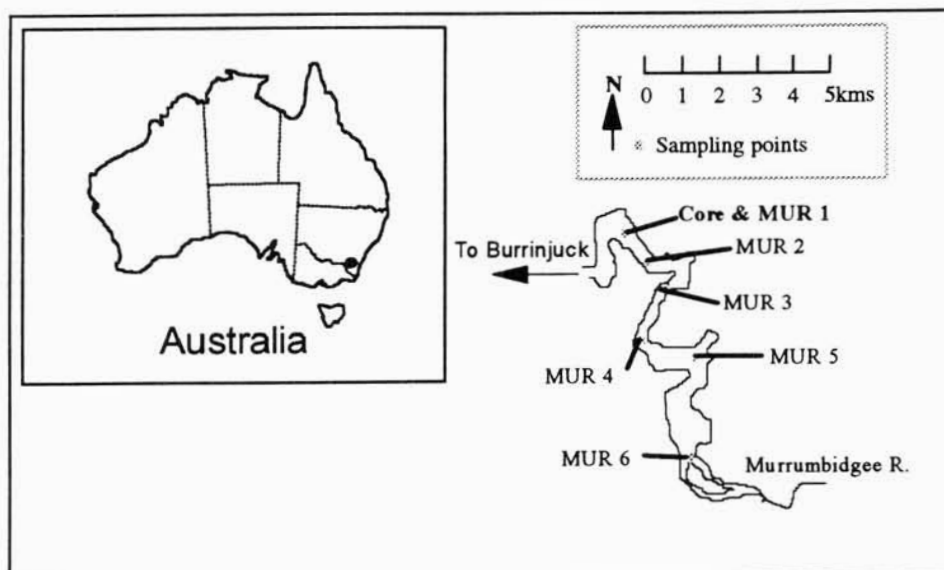 Australia
N
0 1 2 3 4 5kms
Sampling points
Core & MUR 1
To Burrinjuck
MUR 2
MUR 3
MUR 4
MUR 5
MUR 6
Murrumbidgee R.